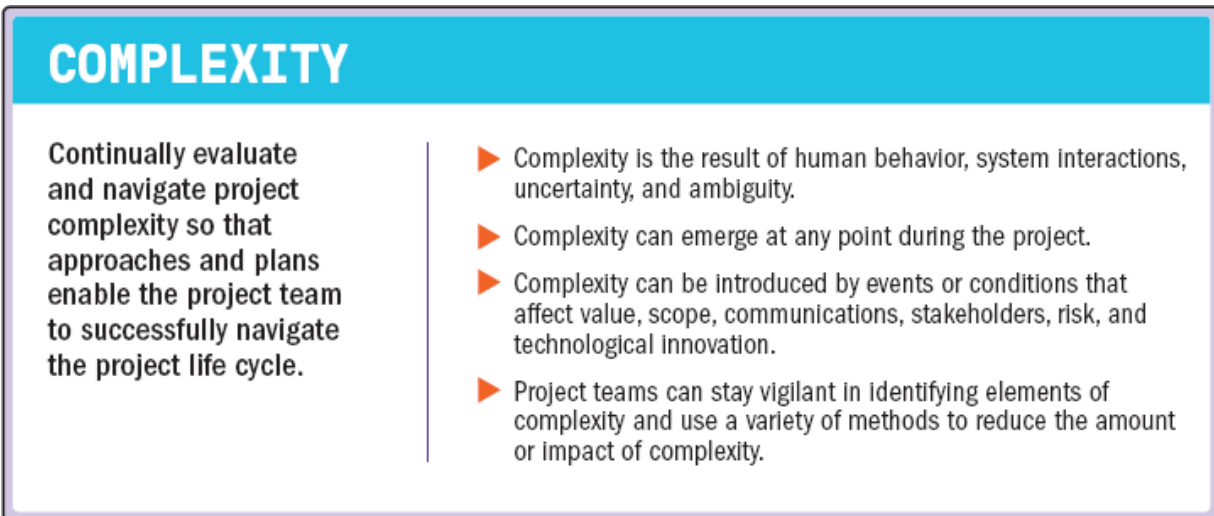 COMPLEXITY
Continually evaluate
and navigate project
complexity so that
approaches and plans
enable the project team
to successfully navigate
the project life cycle.
▶ Complexity is the result of human behavior, system interactions,
uncertainty, and ambiguity.
▶ Complexity can emerge at any point during the project.
▶ Complexity can be introduced by events or conditions that
affect value, scope, communications, stakeholders, risk, and
technological innovation.
▶ Project teams can stay vigilant in identifying elements of
complexity and use a variety of methods to reduce the amount
or impact of complexity.